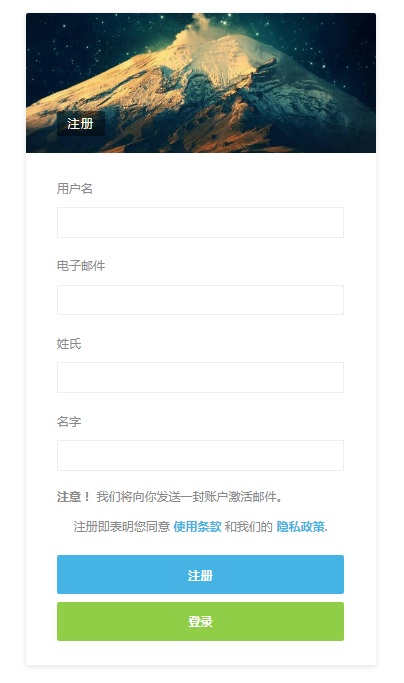 注册
用户名
电子邮件
姓氏
名字
注意！ 我们将向你发送一封账户激活邮件。
注册即表明您同意 使用条款 和我们的 隐私政策.
注册
登录